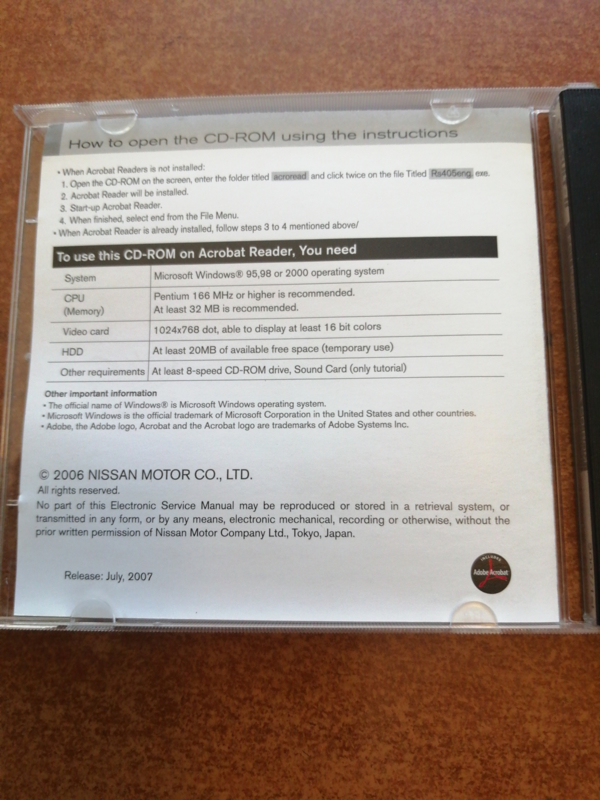 How to open the CD-ROM using the instructions
• When Acrobat Readers is not installed:
1. Open the CD-ROM on the screen, enter the folder titled acroread and click twice on the file Titled Rs405eng. exe.
2. Acrobat Reader will be installed.
3. Start-up Acrobat Reader.
4. When finished, select end from the File Menu.
• When Acrobat Reader is already installed, follow steps 3 to 4 mentioned above/
To use this CD-ROM on Acrobat Reader, You need
System Microsoft Windows® 95,98 or 2000 operating system
CPU Pentium 166 MHz or higher is recommended.
(Memory) At least 32 MB is recommended.
Video card 1024x768 dot, able to display at least 16 bit colors
HDD At least 20MB of available free space (temporary use)
Other requirements At least 8-speed CD-ROM drive, Sound Card (only tutorial)
Other important information
• The official name of Windows® is Microsoft Windows operating system.
• Microsoft Windows is the official trademark of Microsoft Corporation in the United States and other countries.
• Adobe, the Adobe logo, Acrobat and the Acrobat logo are trademarks of Adobe Systems Inc.
© 2006 NISSAN MOTOR CO., LTD.
All rights reserved.
No part of this Electronic Service Manual may be reproduced or stored in a retrieval system, or
transmitted in any form, or by any means, electronic mechanical, recording or otherwise, without the
prior written permission of Nissan Motor Company Ltd., Tokyo, Japan.
Release: July, 2007
INCLUDES
Adobe Acrobat